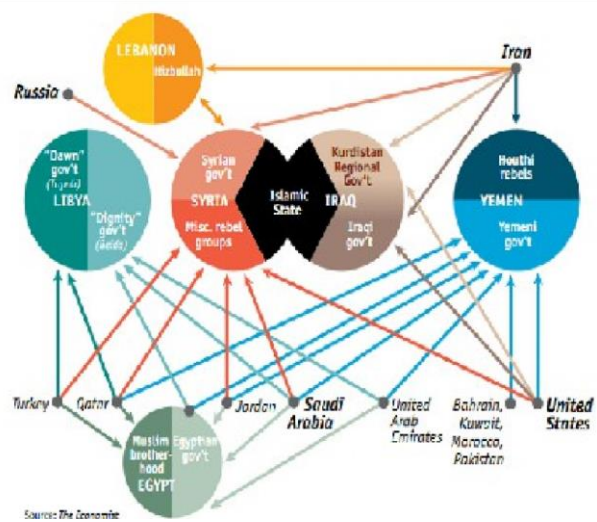 LEBANON
Hizbullah
Iran
Russia
"Dawn"
gov't
(Tripoli)
LIBYA
"Dignity"
gov't
(Beida)
Syrian
gov't
SYRIA
Misc. rebel
groups
Islamic
State
Kurdistan
Regional
Gov't
IRAQ
Iraqi
gov't
Houthi
rebels
YEMEN
Yemeni
gov't
Turkey
Qatar
Jordan
Saudi
Arabia
United
Arab
Emirates
Bahrain,
Kuwait,
Morocco,
Pakistan
United
States
Muslim
brother-
hood
Egyptian
gov't
EGYPT
Source: The Economist